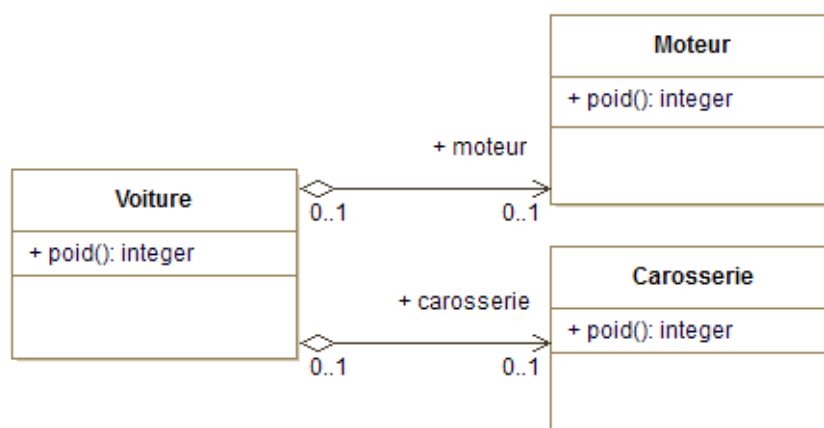 Moteur
+ poid(): integer
+ moteur
0..1
0..1
Voiture
+ poid(): integer
Carosserie
+ poid(): integer
+ carosserie
0..1
0..1